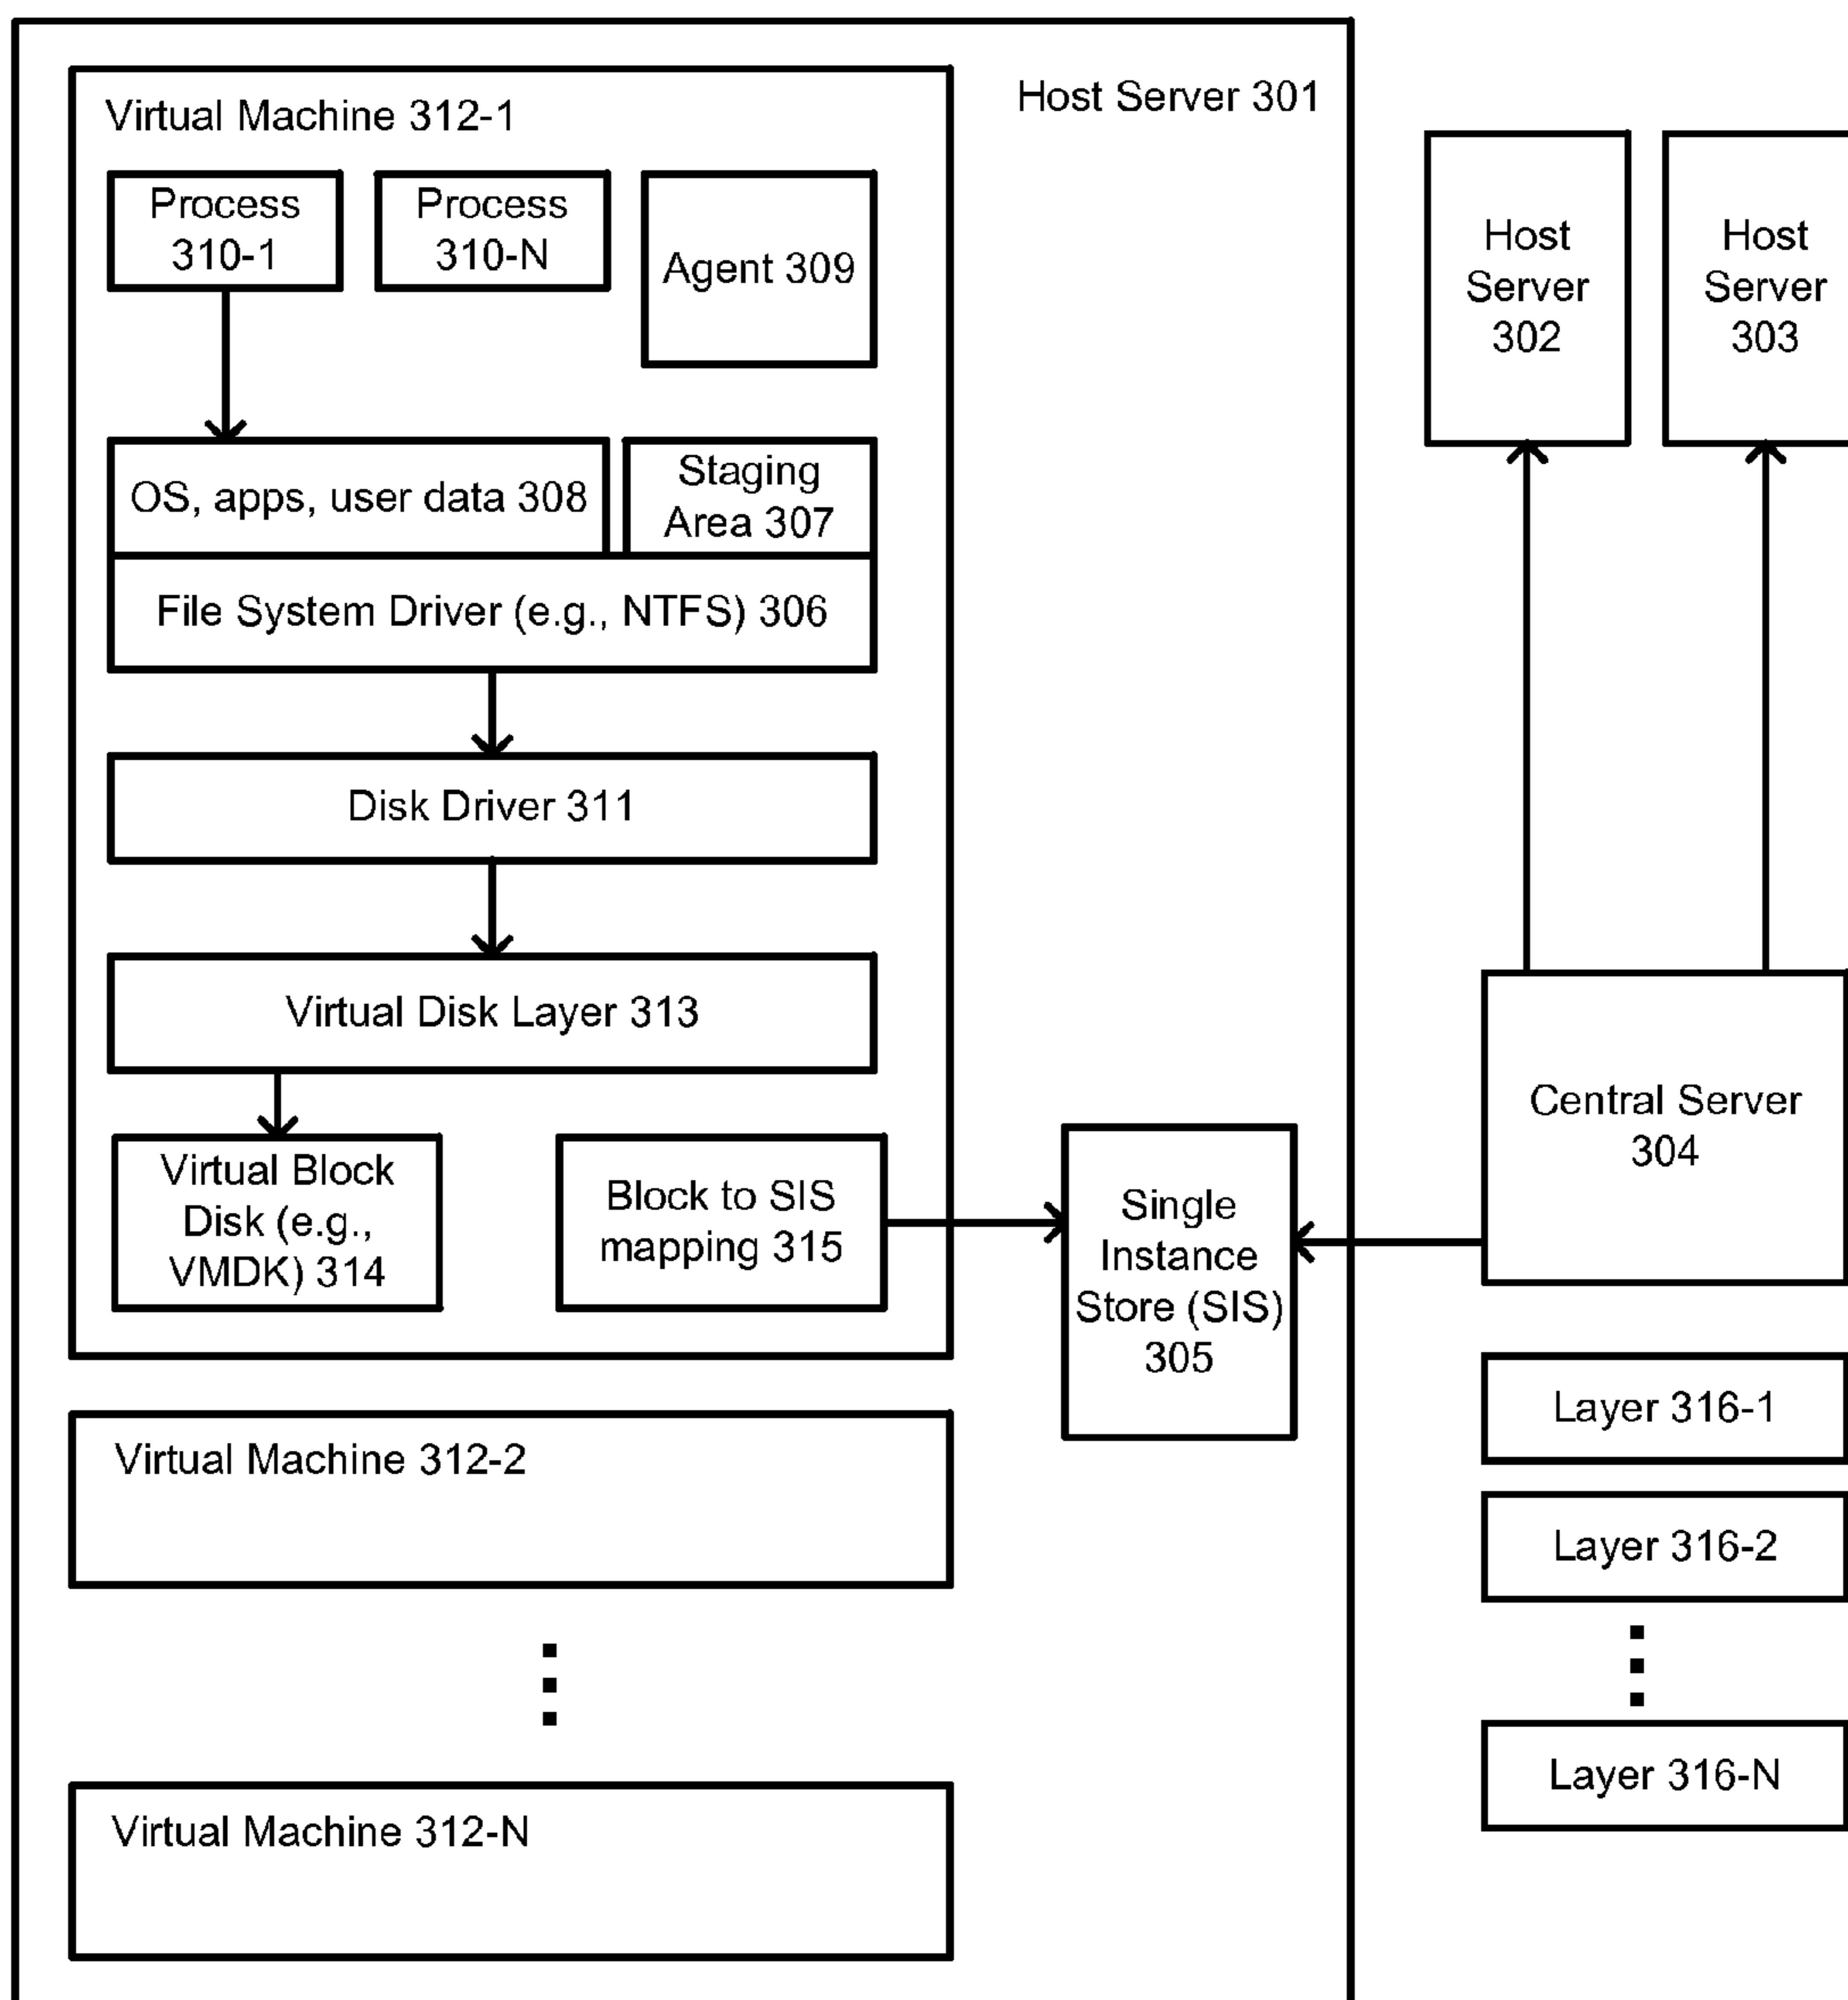 Host Server 301
Virtual Machine 312-1
Process
310-1
Process
310-N
Agent 309
OS, apps, user data 308
Staging
Area 307
File System Driver (e.g., NTFS) 306
Disk Driver 311
Virtual Disk Layer 313
Virtual Block
Disk (e.g.,
VMDK) 314
Block to SIS
mapping 315
Single
Instance
Store (SIS)
305
Virtual Machine 312-2
Virtual Machine 312-N
Host
Server
302
Host
Server
303
Central Server
304
Layer 316-1
Layer 316-2
Layer 316-N